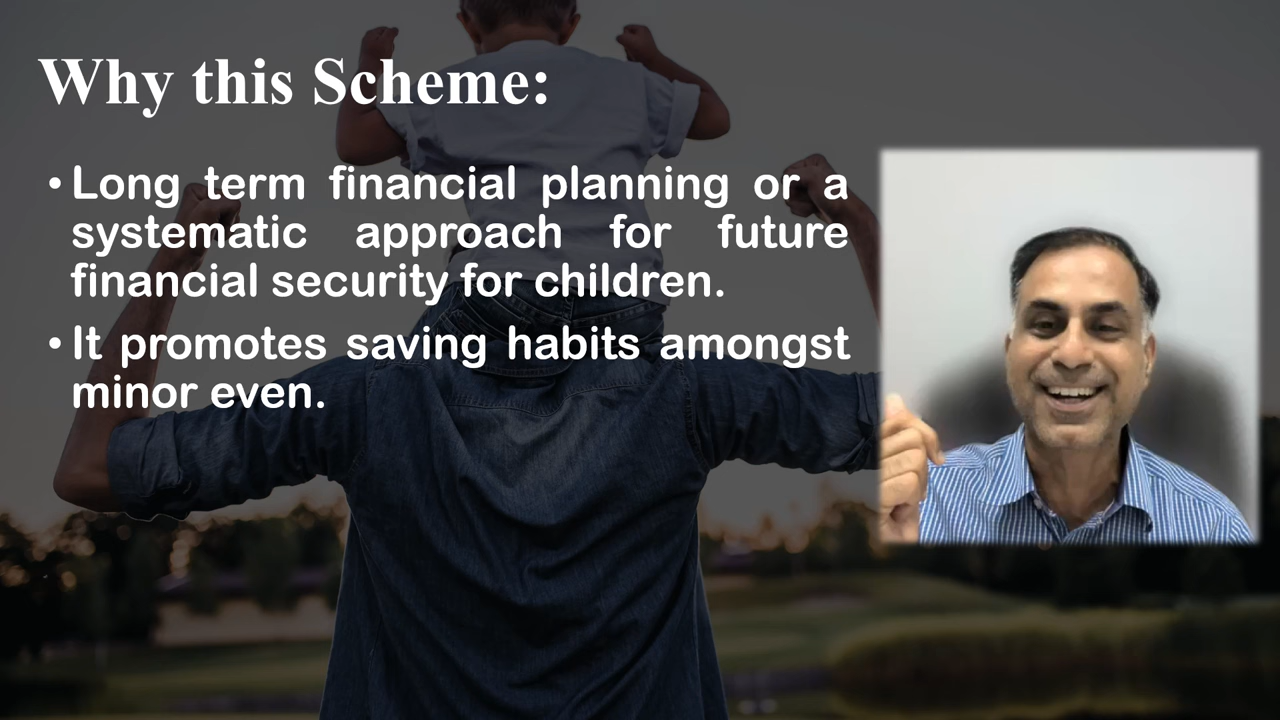 Why this Scheme:
• Long term financial planning or a
systematic approach for future
financial security for children.
• It promotes saving habits amongst
minor even.